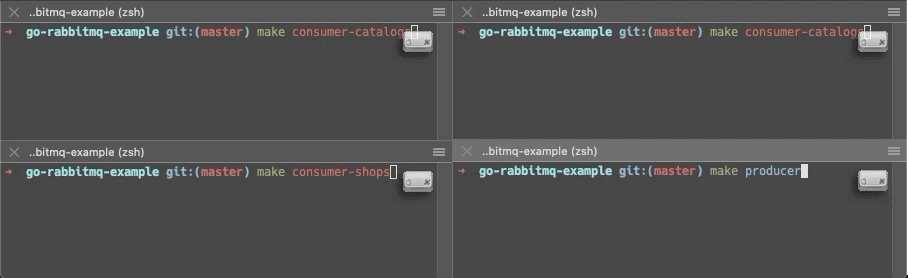 ..bitmq-example (zsh)
➜ go-rabbitmq-example git:(master) make consumer-catalogs
..bitmq-example (zsh)
➜ go-rabbitmq-example git:(master) make consumer-catalogs
..bitmq-example (zsh)
➜ go-rabbitmq-example git:(master) make consumer-shops
..bitmq-example (zsh)
➜ go-rabbitmq-example git:(master) make producer